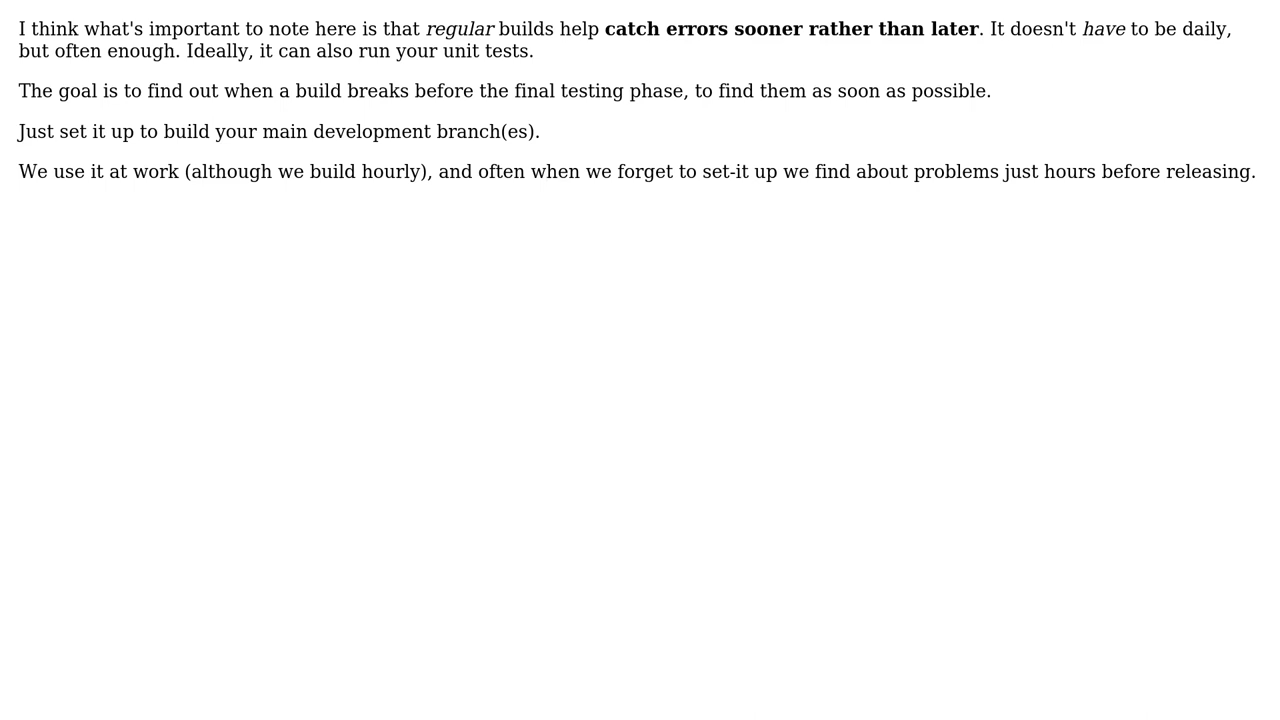 I think what's important to note here is that regular builds help catch errors sooner rather than later. It doesn't have to be daily,
but often enough. Ideally, it can also run your unit tests.
The goal is to find out when a build breaks before the final testing phase, to find them as soon as possible.
Just set it up to build your main development branch(es).
We use it at work (although we build hourly), and often when we forget to set-it up we find about problems just hours before releasing.